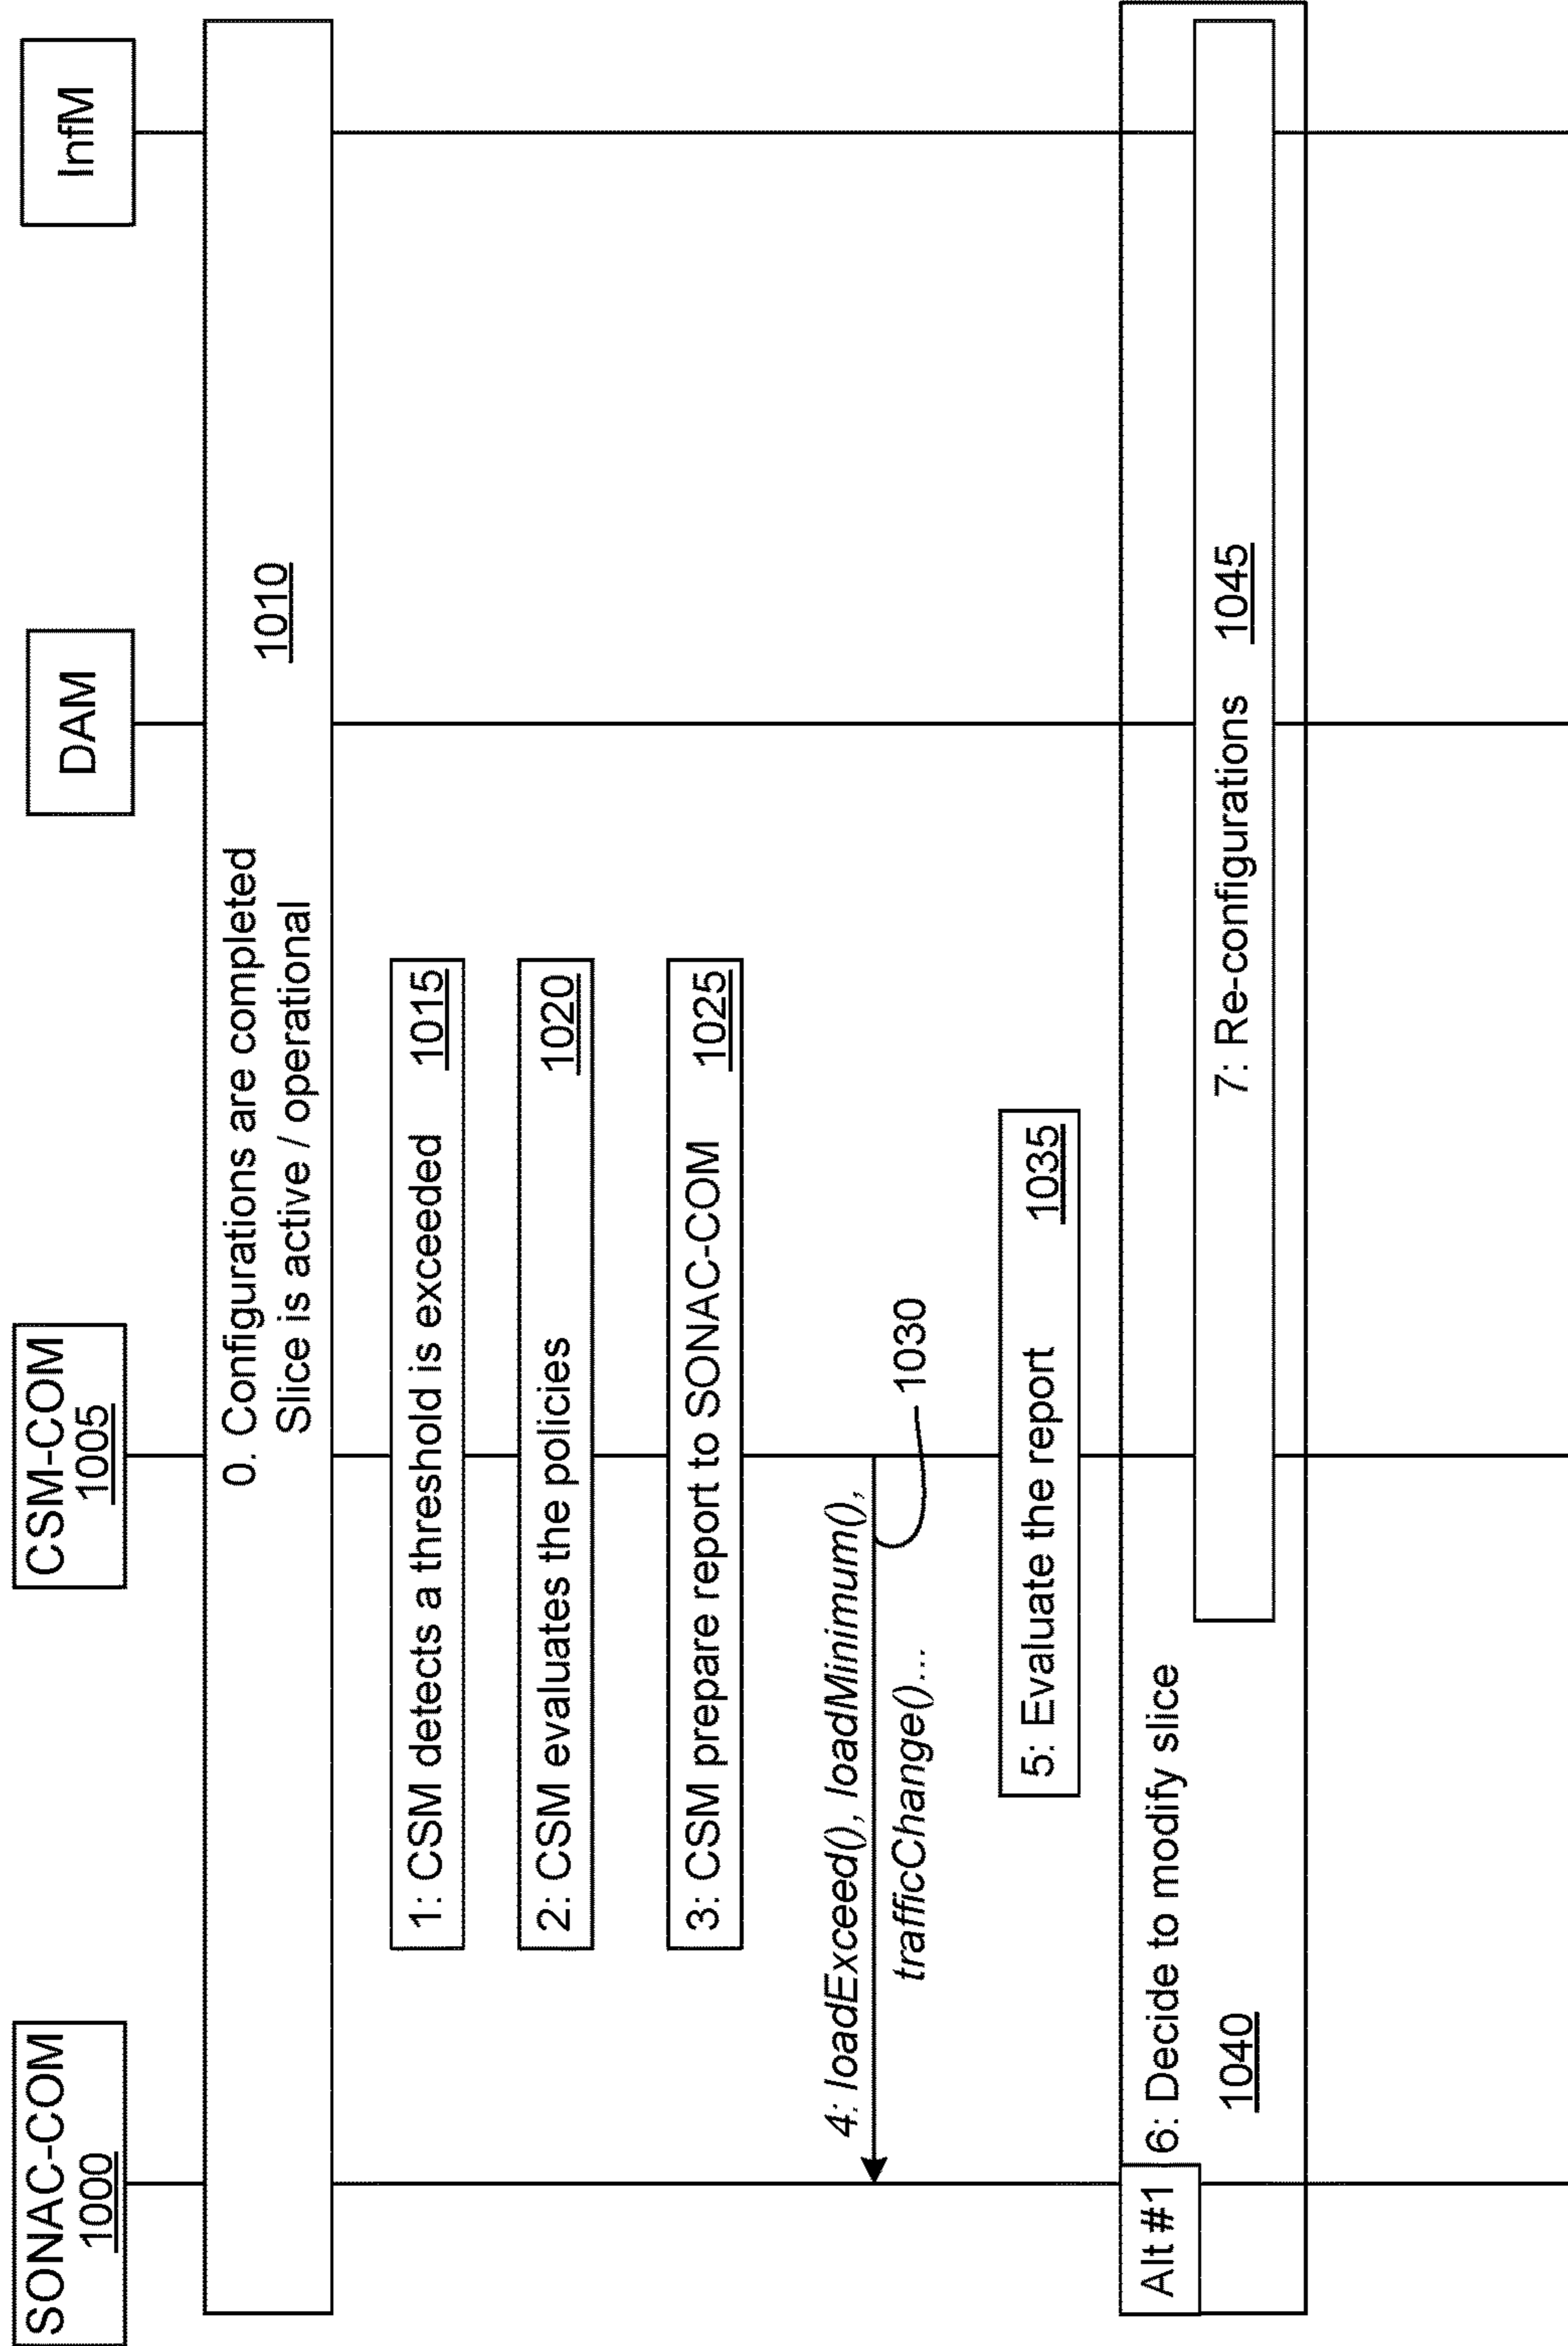 SONAC-COM
1000
CSM-COM
1005
DAM
InfM
0. Configurations are completed
Slice is active / operational
1010
1: CSM detects a threshold is exceeded 1015
2: CSM evaluates the policies 1020
3: CSM prepare report to SONAC-COM 1025
4: loadExceed(), loadMinimum(),
trafficChange()...
1030
5: Evaluate the report 1035
Alt #1
6: Decide to modify slice
1040
7: Re-configurations 1045